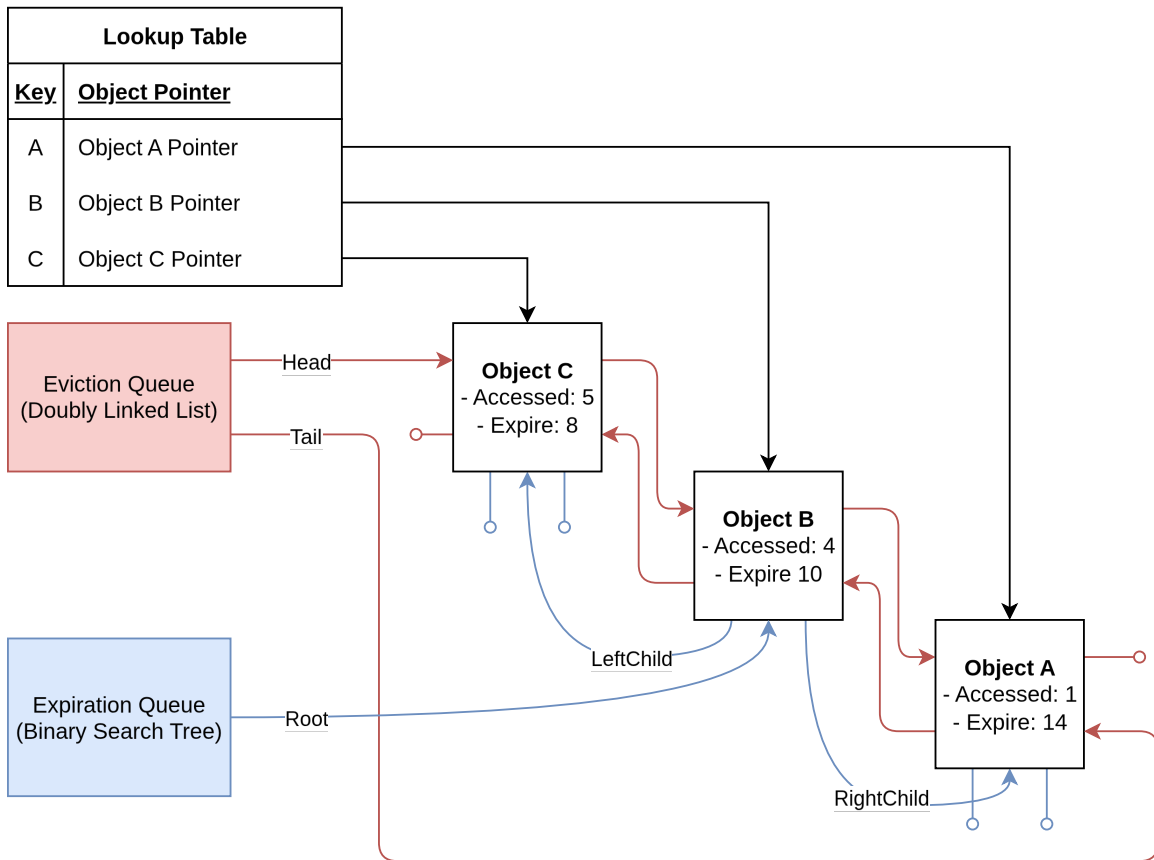 Lookup Table
Key Object Pointer
A Object A Pointer
B Object B Pointer
C Object C Pointer
Eviction Queue
(Doubly Linked List)
Head
Tail
Object C
- Accessed: 5
- Expire: 8
Object B
- Accessed: 4
- Expire 10
Object A
- Accessed: 1
- Expire: 14
LeftChild
Expiration Queue
(Binary Search Tree)
Root
RightChild